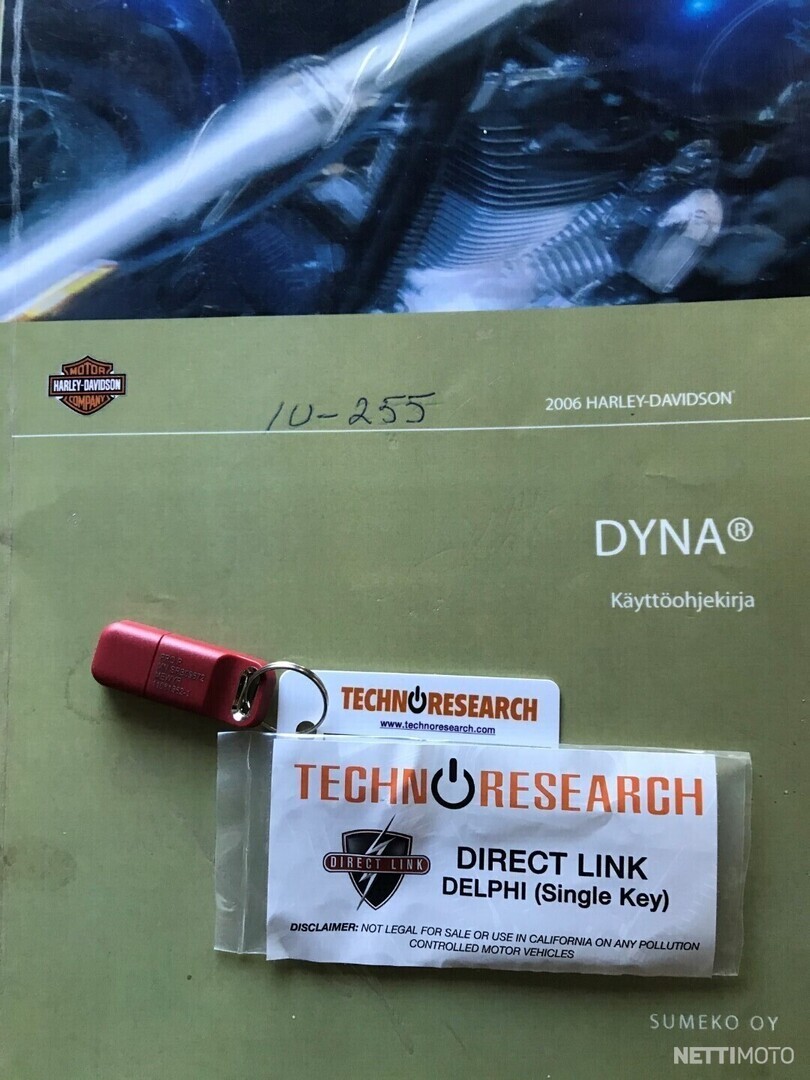 MOTOR
HARLEY-DAVIDSON
COMPANY
10-255
2006 HARLEY-DAVIDSON
DYNA®
Käyttöohjekirja
TECHNORESEARCH
www.technoresearch.com
TECHNORESEARCH
DIRECT LINK
DIRECT LINK
DELPHI (Single Key)
DISCLAIMER: NOT LEGAL FOR SALE OR USE IN CALIFORNIA ON ANY POLLUTION
CONTROLLED MOTOR VEHICLES
SUMEKO OY
NETTIMOTO